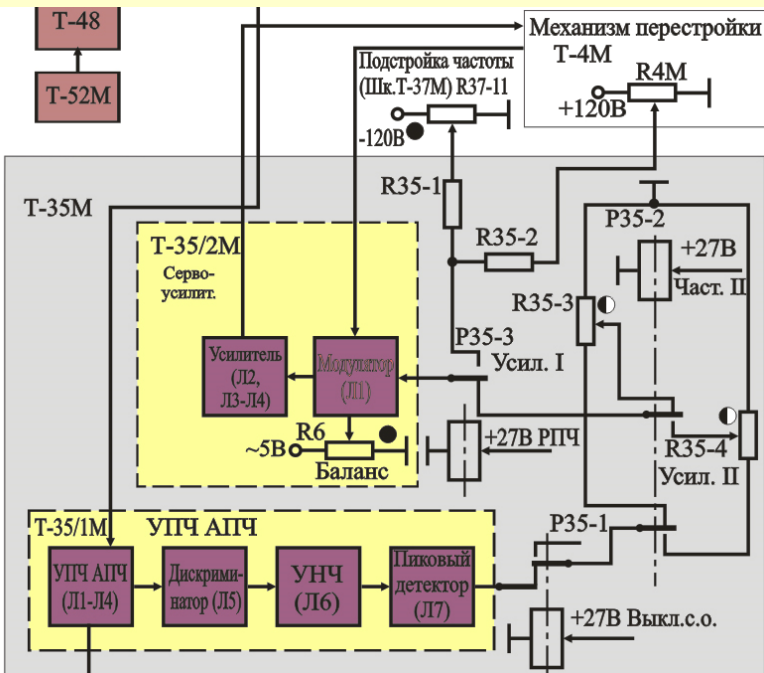 Т-48
Т-52М
Механизм перестройки
Т-4М
R4М
+120В
Подстройка частоты
(Шк.Т-37М) R37-11
-120В
Т-35М
R35-1
R35-2
Р35-2
+27В
Част. II
R35-3
Т-35/2М
Серво-
усилит.
Р35-3
Усил. I
Усилитель
(Л2,
Л3-Л4)
Модулятор
(Л1)
R6
~5В
Баланс
+27В РПЧ
R35-4
Усил. II
Т-35/1М
УПЧ АПЧ
Р35-1
УПЧ АПЧ
(Л1-Л4)
Дискрими-
натор (Л5)
УНЧ
(Л6)
Пиковый
детектор
(Л7)
+27В Выкл.с.о.